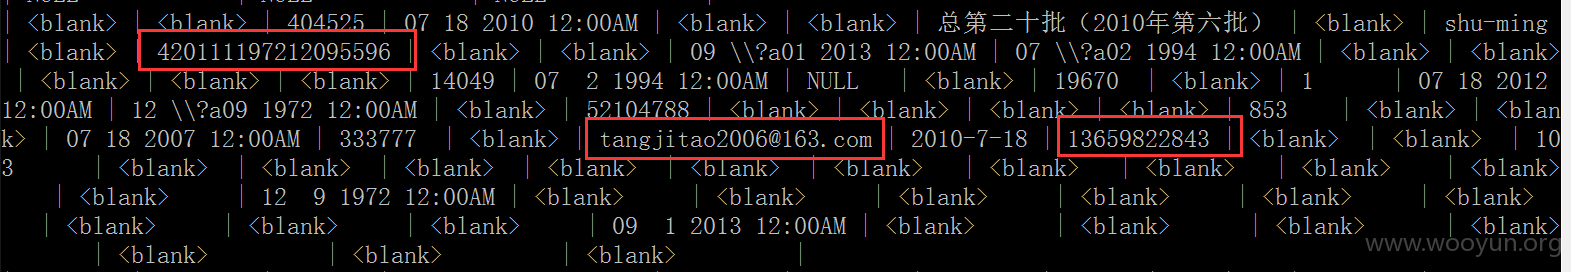 | NULL | NULL | NULL | NULL
| <blank> | <blank> | 404525 | 07 18 2010 12:00AM | <blank> | <blank> | 总第二十批（2010年第六批） | <blank> | shu-ming
| <blank> | 420111197212095596 | <blank> | <blank> | 09 \\?a01 2013 12:00AM | 07 \\?a02 1994 12:00AM | <blank>
| <blank> | <blank> | <blank> | 14049 | 07 2 1994 12:00AM | NULL | <blank> | 19670 | <blank> | 1 | 07 18 2012
12:00AM | 12 \\?a09 1972 12:00AM | <blank> | 52104788 | <blank> | <blank> | <blank> | <blank> | 853 | <blank> | <blan
k> | 07 18 2007 12:00AM | 333777 | <blank> | tangjitao2006@163.com | 2010-7-18 | 13659822843 | <blank> | <blank> | 10
3 | <blank> | <blank> | <blank> | <blank> | <blank> | <blank> | <blank> | <blank>
| <blank> | 12 9 1972 12:00AM | <blank> | <blank> | <blank> | <blank> | <blank>
| <blank> | <blank> | <blank> | <blank> | 09 1 2013 12:00AM | <blank> | <blank> | <blank>
| <blank> | <blank> | <blank> |
www.wooyun.org